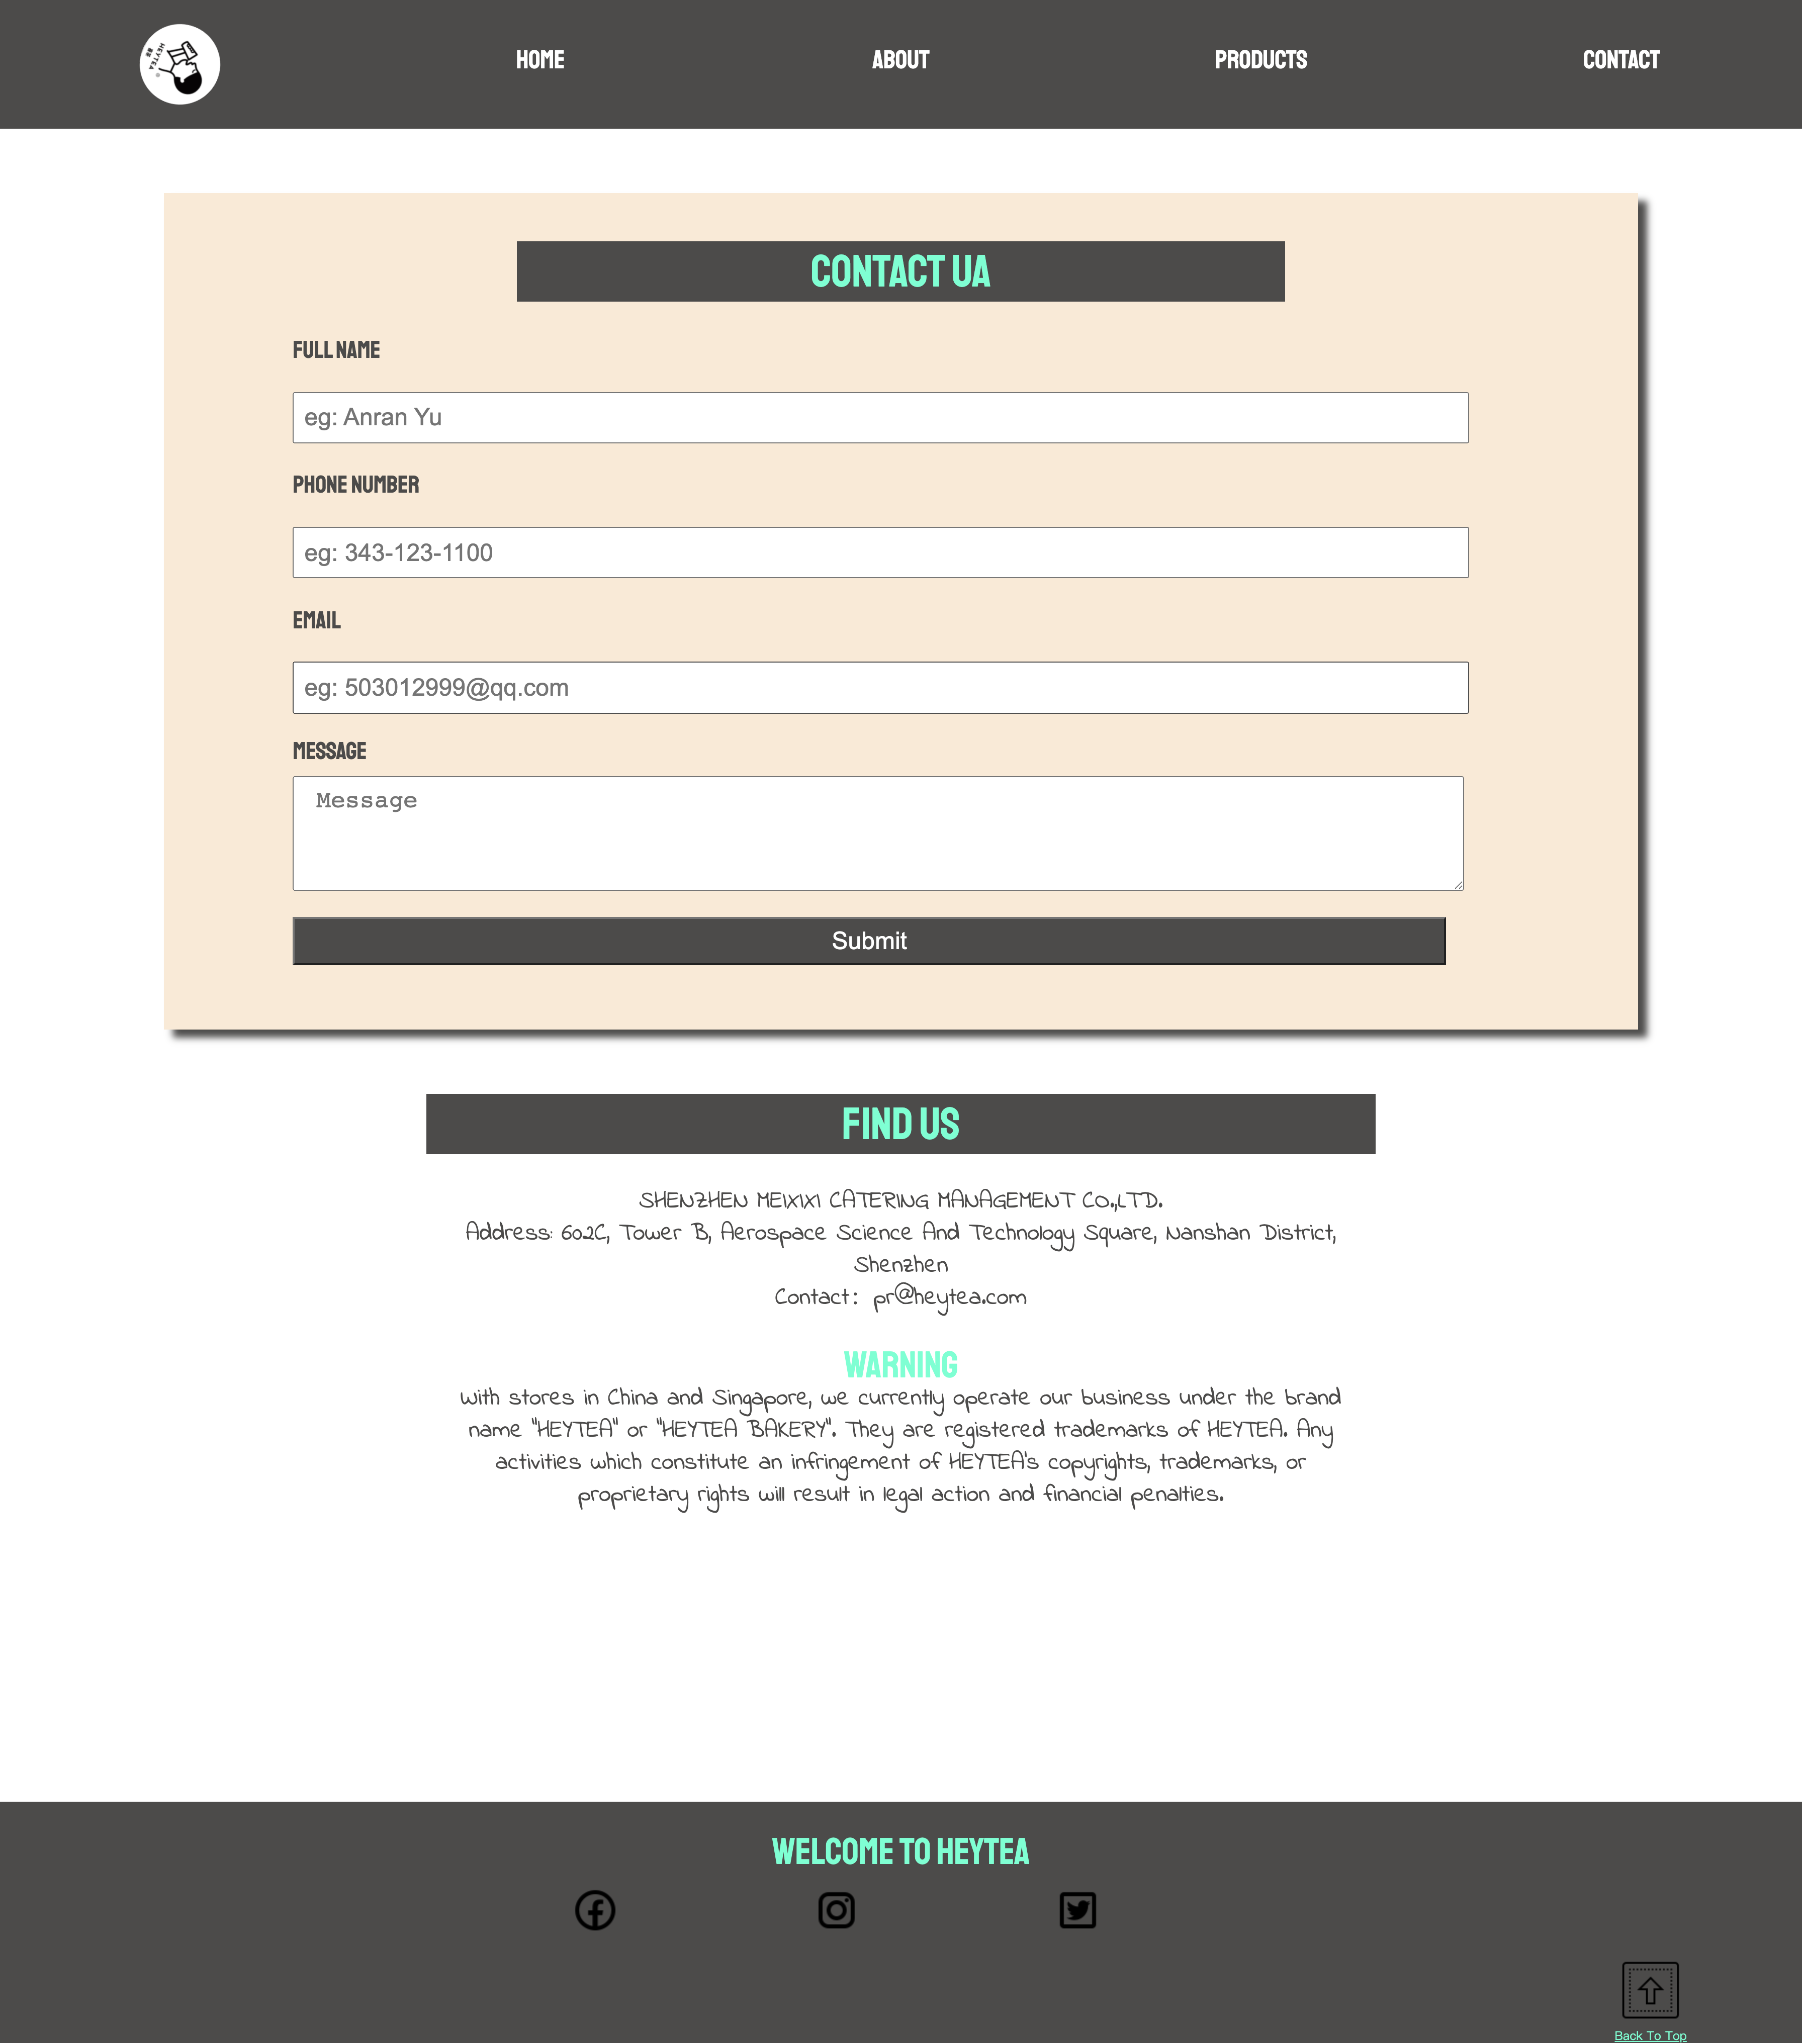 HEYTEA
HOME
ABOUT
PRODUCTS
CONTACT
CONTACT UA
FULL NAME
eg: Anran Yu
PHONE NUMBER
eg: 343-123-1100
EMAIL
eg: 503012999@qq.com
MESSAGE
Message
Submit
FIND US
SHENZHEN MEIXIXI CATERING MANAGEMENT CO.,LTD.
Address: 602C, Tower B, Aerospace Science And Technology Square, Nanshan District,
Shenzhen
Contact： pr@heytea.com
WARNING
With stores in China and Singapore, we currently operate our business under the brand
name "HEYTEA" or "HEYTEA BAKERY". They are registered trademarks of HEYTEA. Any
activities which constitute an infringement of HEYTEA's copyrights, trademarks, or
proprietary rights will result in legal action and financial penalties.
WELCOME TO HEYTEA
Back To Top